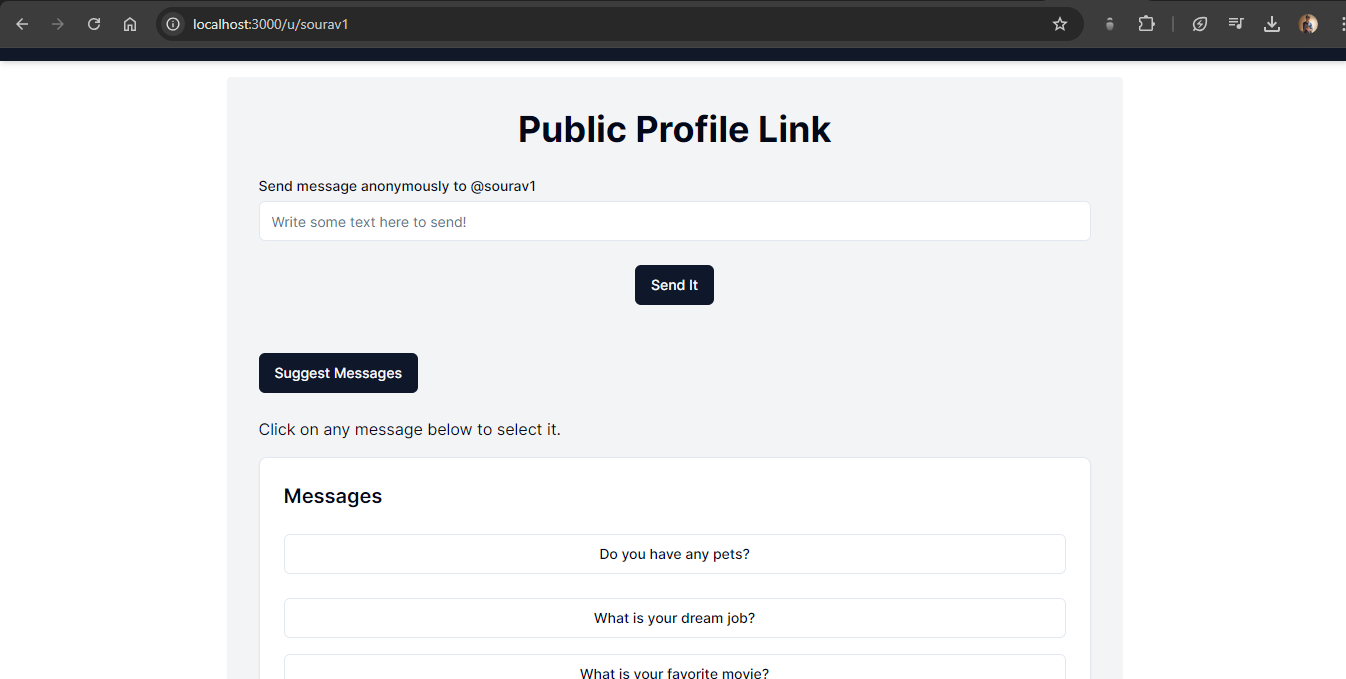 localhost:3000/u/sourav1
Public Profile Link
Send message anonymously to @sourav1
Write some text here to send!
Send It
Suggest Messages
Click on any message below to select it.
Messages
Do you have any pets?
What is your dream job?
What is your favorite movie?